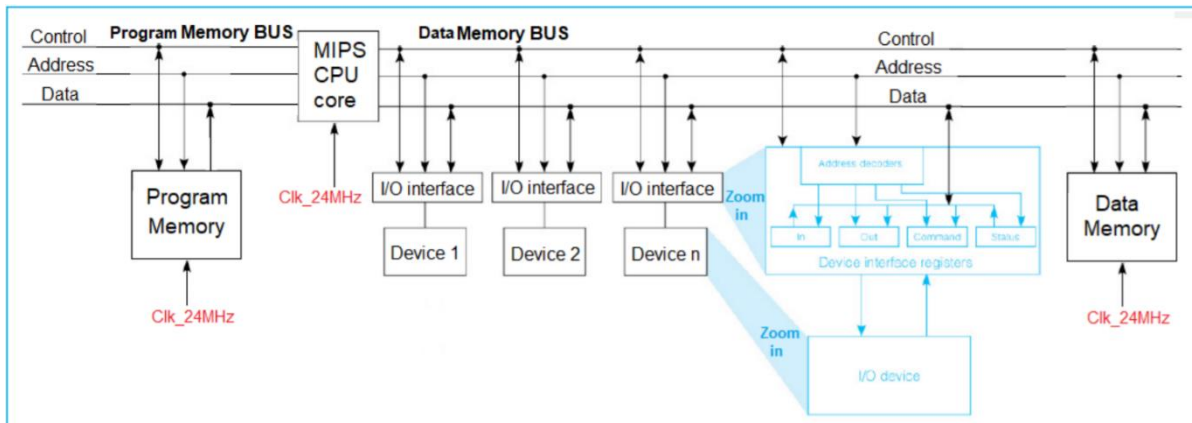 Program Memory BUS
Data Memory BUS
Control
Address
Data
MIPS
CPU
core
Control
Address
Data
Program
Memory
Clk_24MHz
Clk_24MHz
I/O interface
I/O interface
I/O interface
Device 1
Device 2
Device n
Zoom
in
Address decoders
In
Out
Command
Status
Device interface registers
Zoom
in
I/O device
Data
Memory
Clk_24MHz